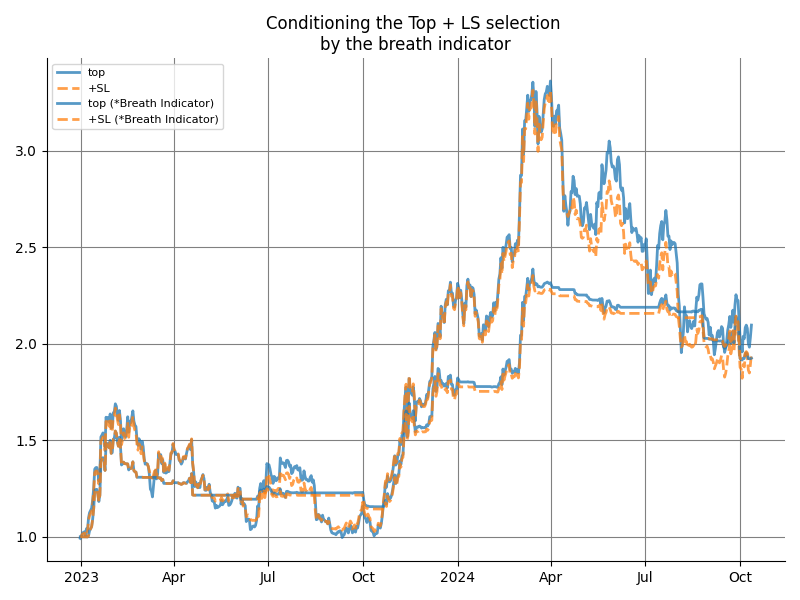 Conditioning the Top + LS selection
by the breath indicator
top
+SL
top (*Breath Indicator)
+SL (*Breath Indicator)
3.0
2.5
2.0
1.5
1.0
2023 Apr Jul Oct 2024 Apr Jul Oct